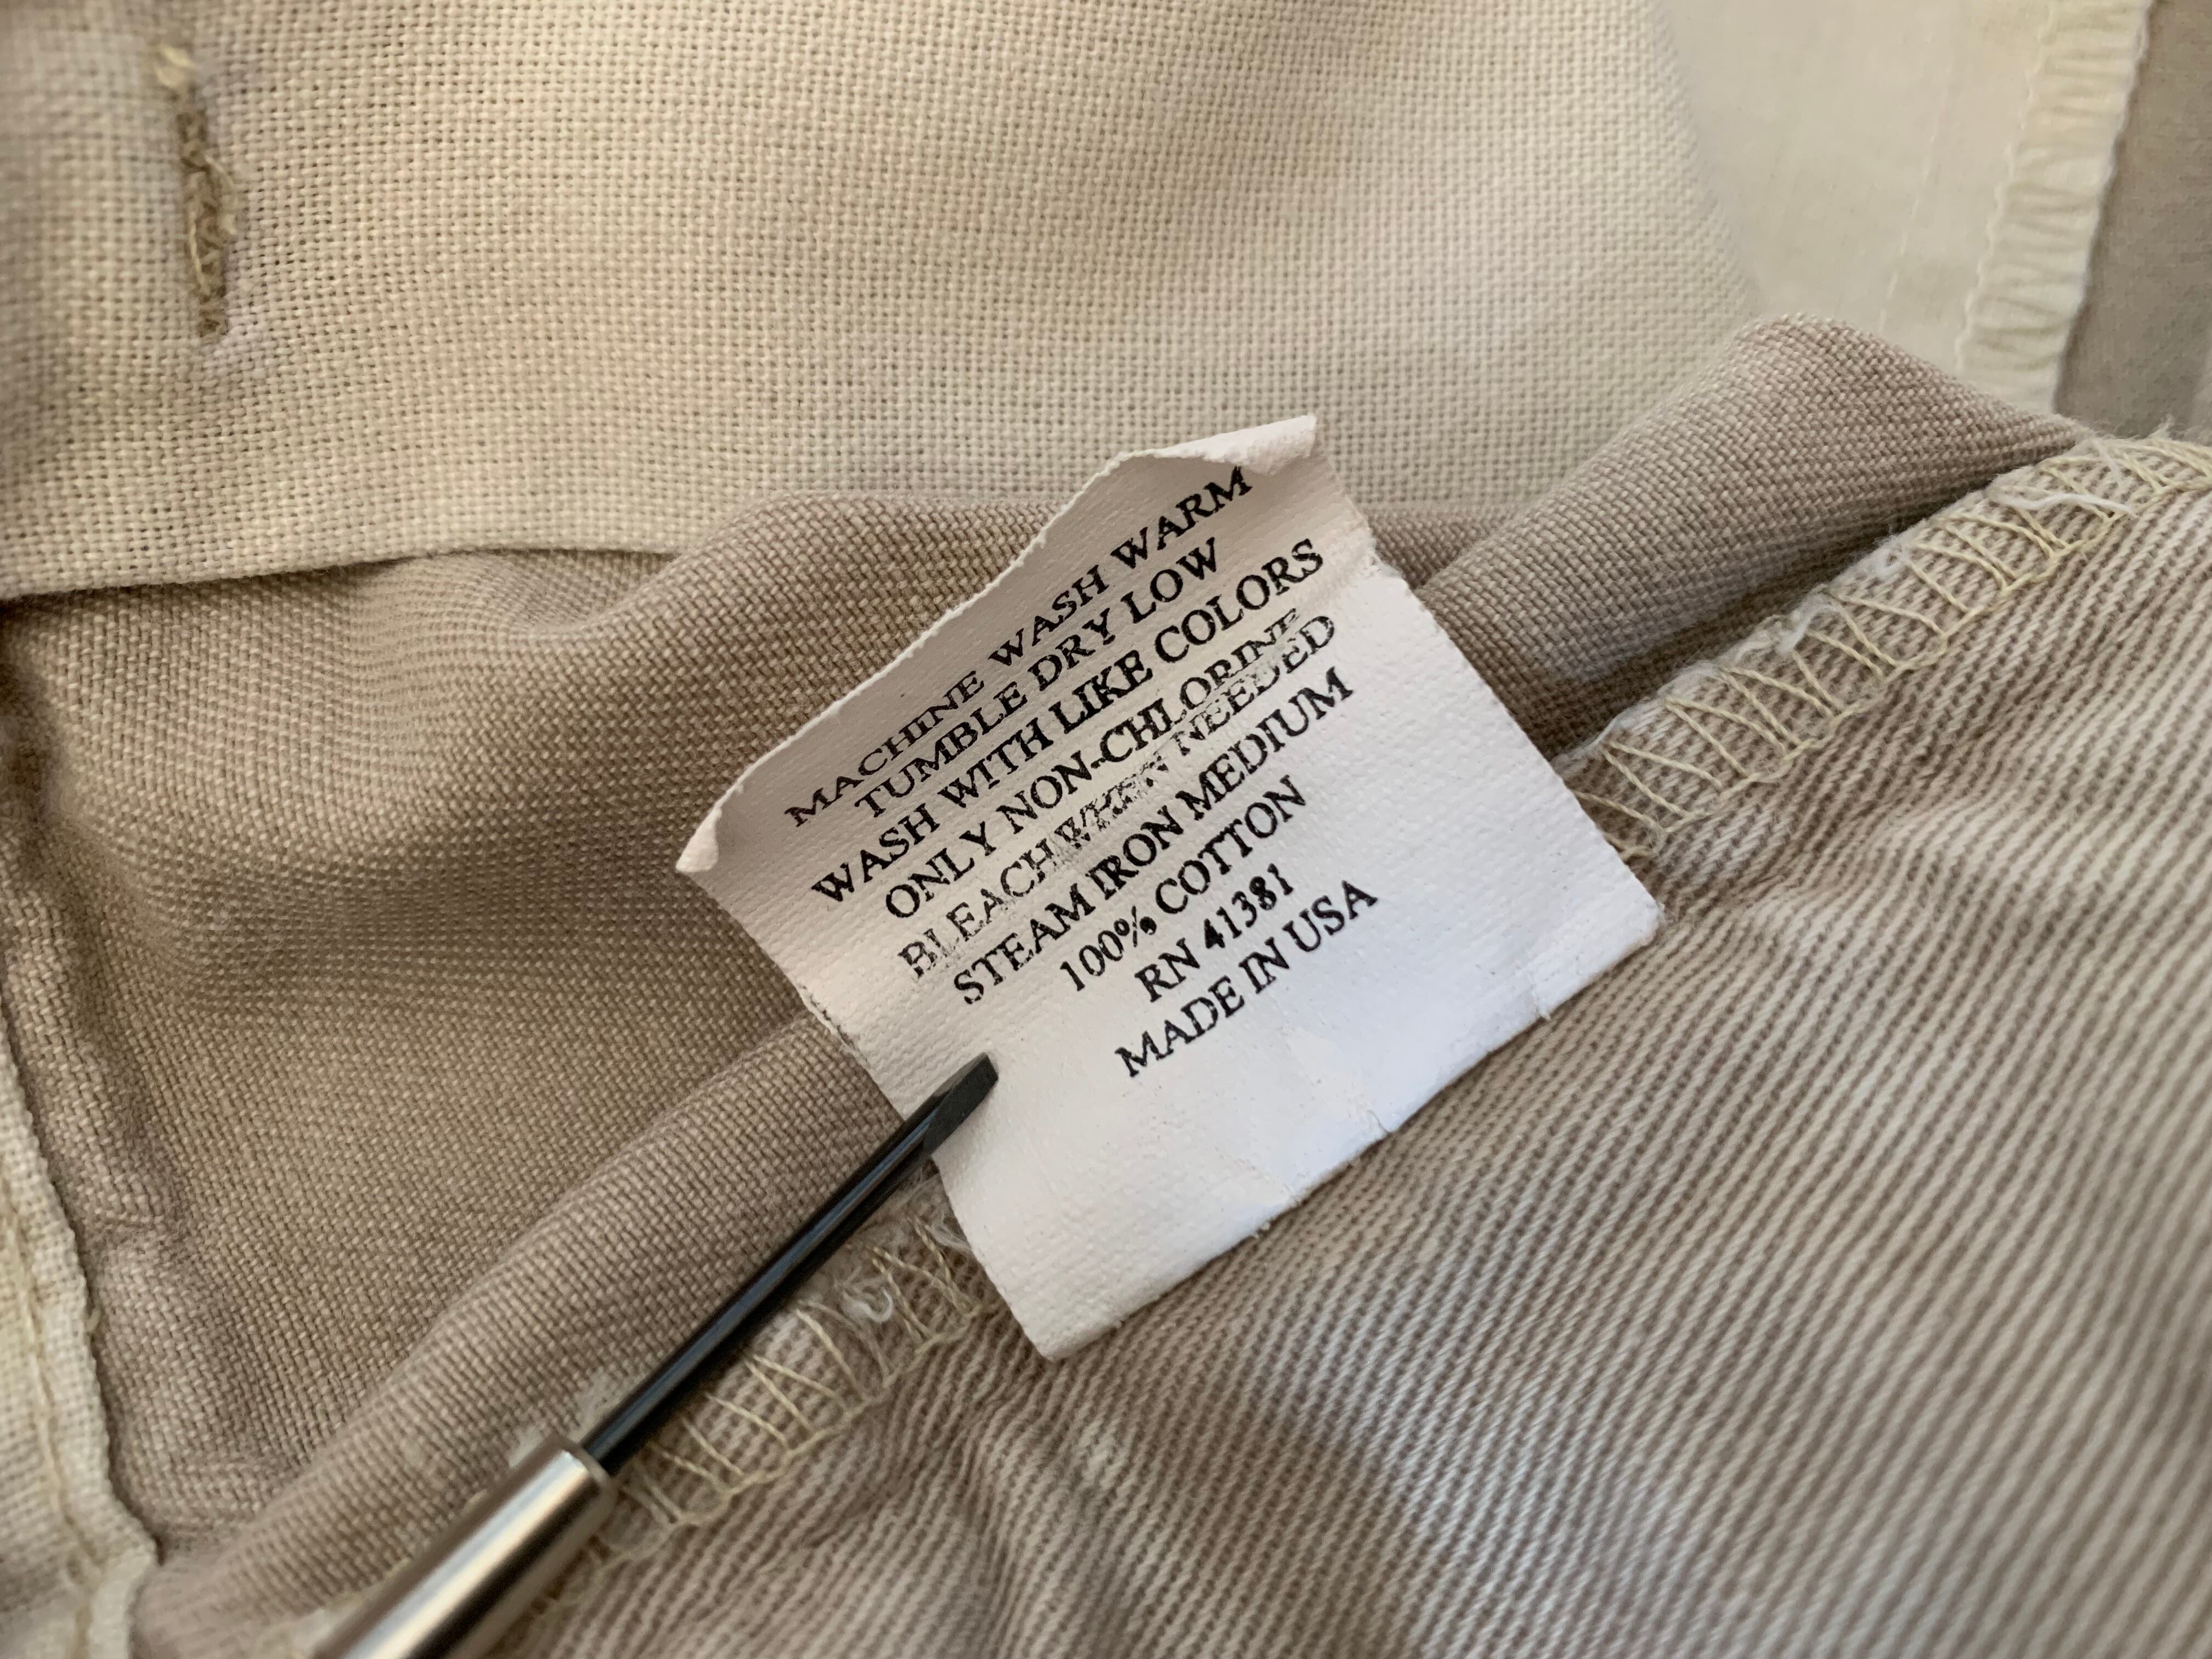 MACHINE WASH WARM
TUMBLE DRY LOW
WASH WITH LIKE COLORS
ONLY NON-CHLORINE
BLEACH WHEN NEEDED
STEAM IRON MEDIUM
100% COTTON
RN 41381
MADE IN USA